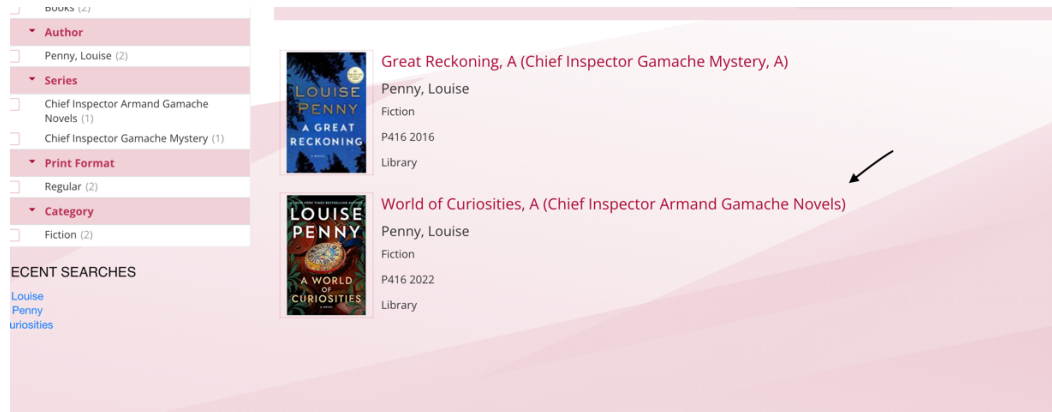 Books (2)
Author
Penny, Louise (2)
Series
Chief Inspector Armand Gamache
Novels (1)
Chief Inspector Gamache Mystery (1)
Print Format
Regular (2)
Category
Fiction (2)
ECENT SEARCHES
Louise
Penny
uriosities
LOUISE
PENNY
A GREAT
RECKONING
Great Reckoning, A (Chief Inspector Gamache Mystery, A)
Penny, Louise
Fiction
P416 2016
Library
LOUISE
PENNY
A WORLD
OF
CURIOSITIES
World of Curiosities, A (Chief Inspector Armand Gamache Novels)
Penny, Louise
Fiction
P416 2022
Library